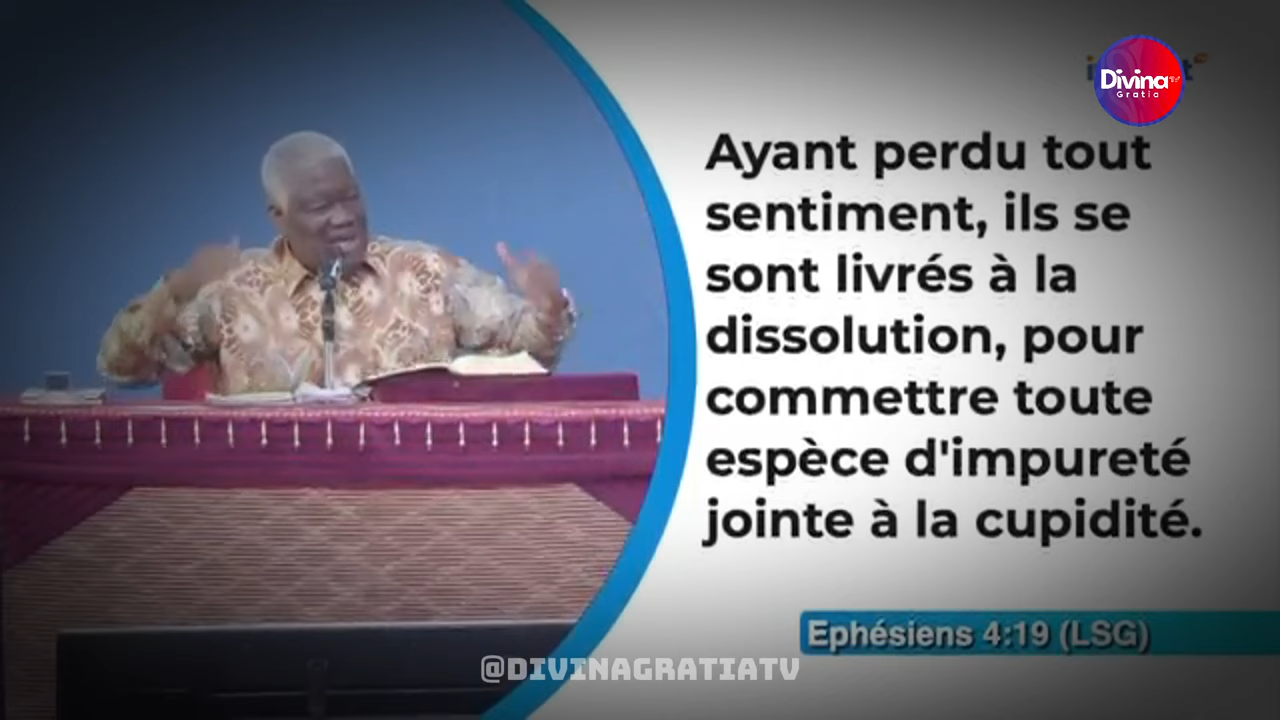 Divina TV
Gratia
Ayant perdu tout
sentiment, ils se
sont livrés à la
dissolution, pour
commettre toute
espèce d'impureté
jointe à la cupidité.
Ephésiens 4:19 (LSG)
@DIVINAGRATIATV